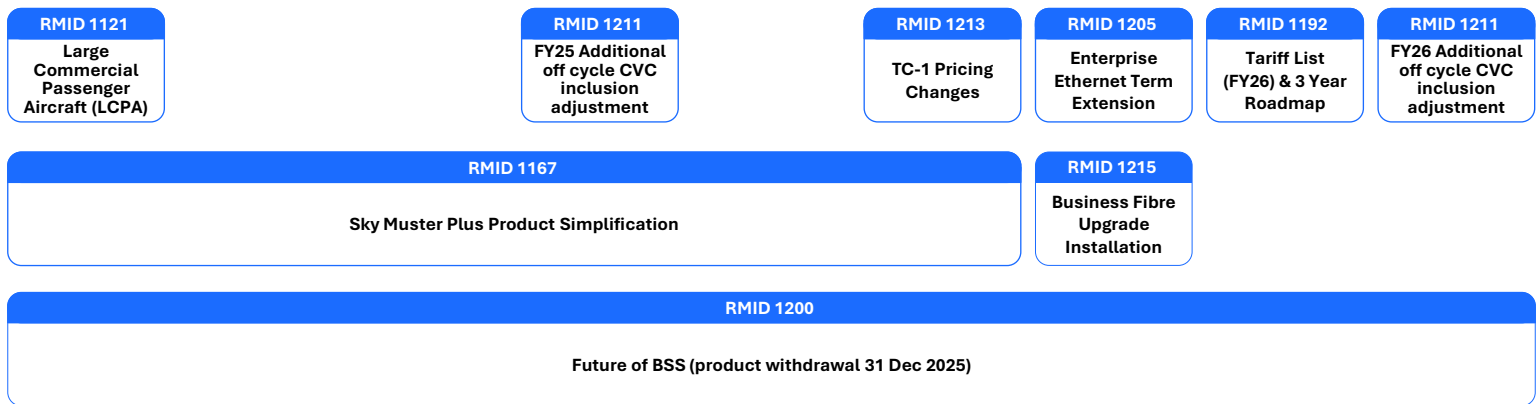 RMID 1121
Large
Commercial
Passenger
Aircraft (LCPA)
RMID 1211
FY25 Additional
off cycle CVC
inclusion
adjustment
RMID 1213
TC-1 Pricing
Changes
RMID 1205
Enterprise
Ethernet Term
Extension
RMID 1192
Tariff List
(FY26) & 3 Year
Roadmap
RMID 1211
FY26 Additional
off cycle CVC
inclusion
adjustment
RMID 1167
Sky Muster Plus Product Simplification
RMID 1215
Business Fibre
Upgrade
Installation
RMID 1200
Future of BSS (product withdrawal 31 Dec 2025)